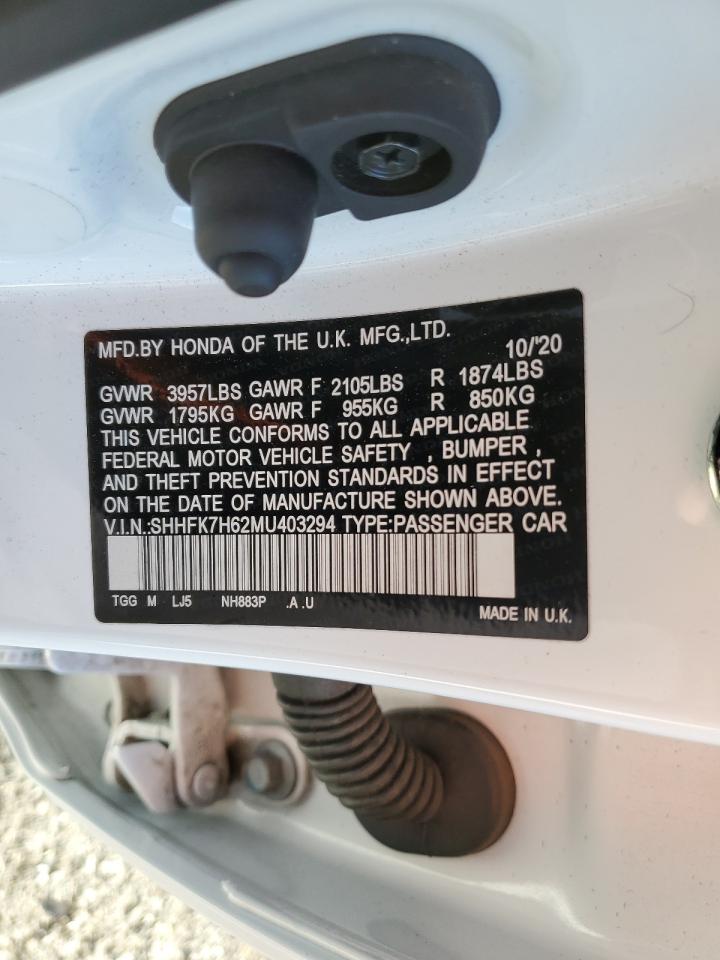 MFD.BY HONDA OF THE U.K. MFG.,LTD.
10/'20
GVWR 3957LBS GAWR F 2105LBS R 1874LBS
GVWR 1795KG GAWR F 955KG R 850KG
THIS VEHICLE CONFORMS TO ALL APPLICABLE
FEDERAL MOTOR VEHICLE SAFETY , BUMPER ,
AND THEFT PREVENTION STANDARDS IN EFFECT
ON THE DATE OF MANUFACTURE SHOWN ABOVE.
V.I.N.:SHHFK7H62MU403294 TYPE:PASSENGER CAR
TGG M LJ5 NH883P .A .U
MADE IN U.K.